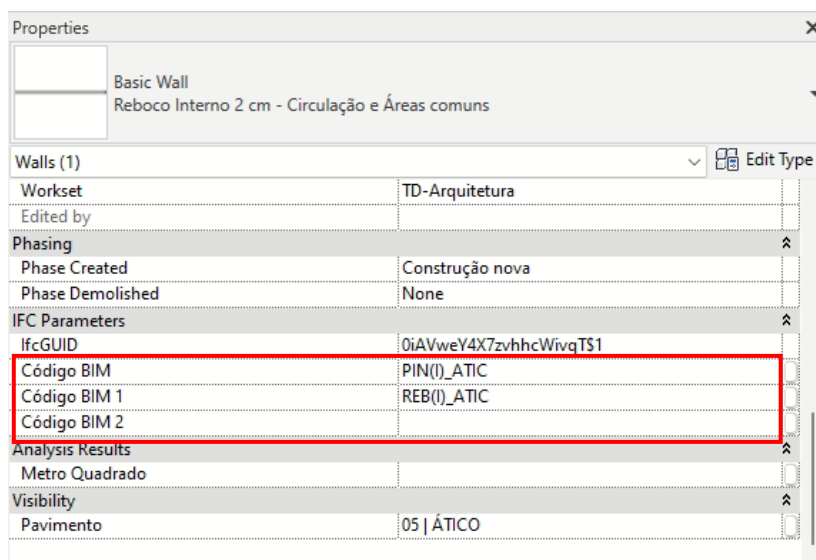 Properties
Basic Wall
Reboco Interno 2 cm - Circulação e Áreas comuns
Walls (1)
Edit Type
Workset TD-Arquitetura
Edited by
Phasing
Phase Created Construção nova
Phase Demolished None
IFC Parameters
IfcGUID 0iAVweY4X7zvhhcWivqT$1
Código BIM PIN(I)_ATIC
Código BIM 1 REB(I)_ATIC
Código BIM 2
Analysis Results
Metro Quadrado
Visibility
Pavimento 05 | ÁTICO